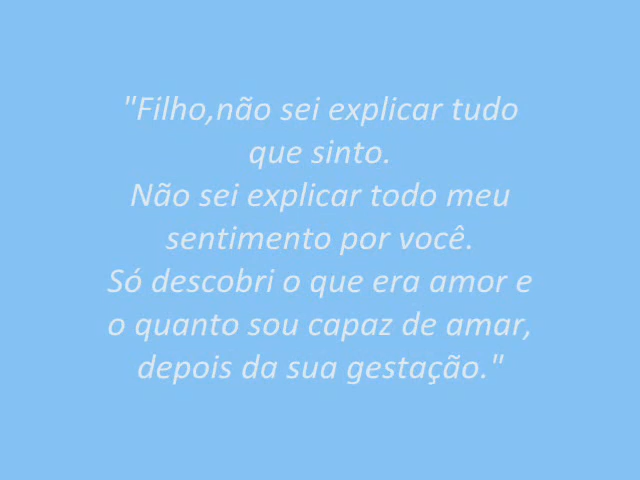 "Filho,não sei explicar tudo
que sinto.
Não sei explicar todo meu
sentimento por você.
Só descobri o que era amor e
o quanto sou capaz de amar,
depois da sua gestação."